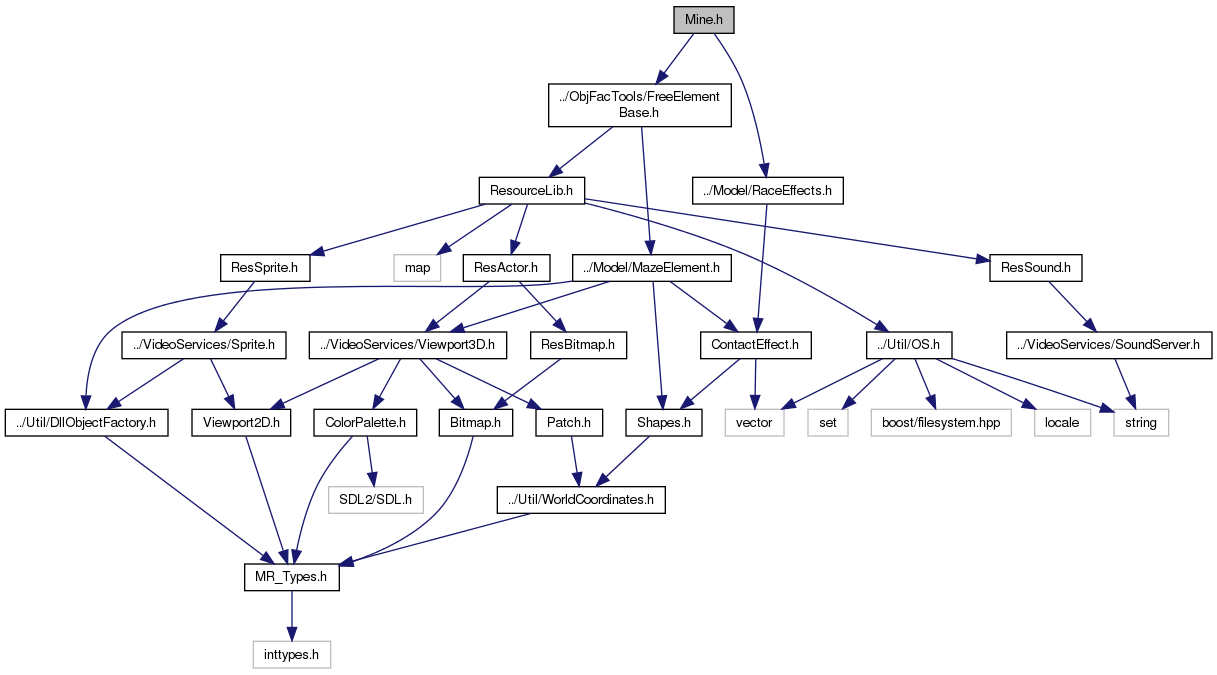 Mine.h
../ObjFacTools/FreeElement
Base.h
ResourceLib.h
../Model/RaceEffects.h
ResSprite.h
map
ResActor.h
../Model/MazeElement.h
ResSound.h
../VideoServices/Sprite.h
../VideoServices/Viewport3D.h
ResBitmap.h
ContactEffect.h
../Util/OS.h
../VideoServices/SoundServer.h
../Util/DllObjectFactory.h
Viewport2D.h
ColorPalette.h
Bitmap.h
Patch.h
Shapes.h
vector
set
boost/filesystem.hpp
locale
string
SDL2/SDL.h
../Util/WorldCoordinates.h
MR_Types.h
inttypes.h